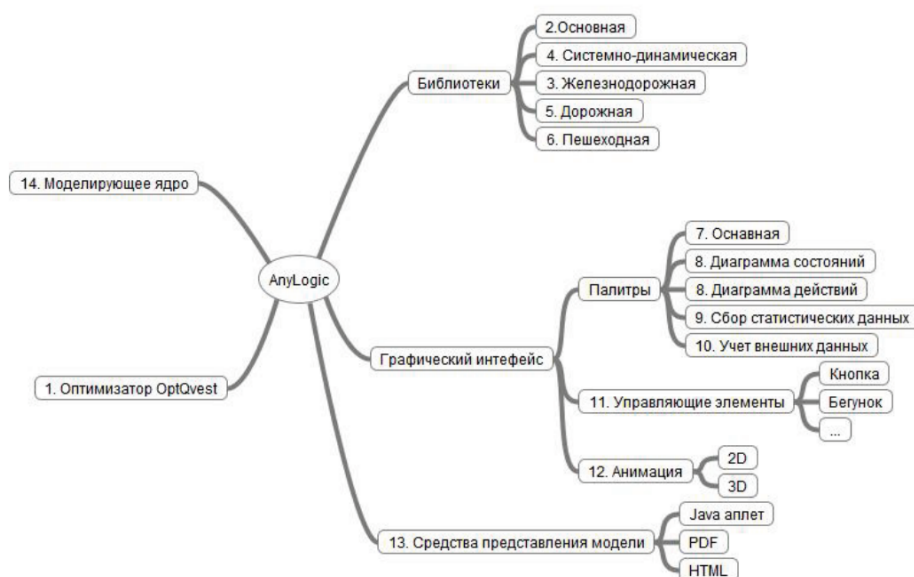 2.Основная
4. Системно-динамическая
Библиотеки
3. Железнодорожная
5. Дорожная
6. Пешеходная
14. Моделирующее ядро
AnyLogic
7. Оснавная
8. Диаграмма состояний
Палитры
8. Диаграмма действий
9. Сбор статистических данных
10. Учет внешних данных
Графический интефейс
1. Оптимизатор OptQvest
Кнопка
11. Управляющие элементы
Бегунок
...
2D
12. Анимация
3D
Java аплет
13. Средства представления модели
PDF
HTML